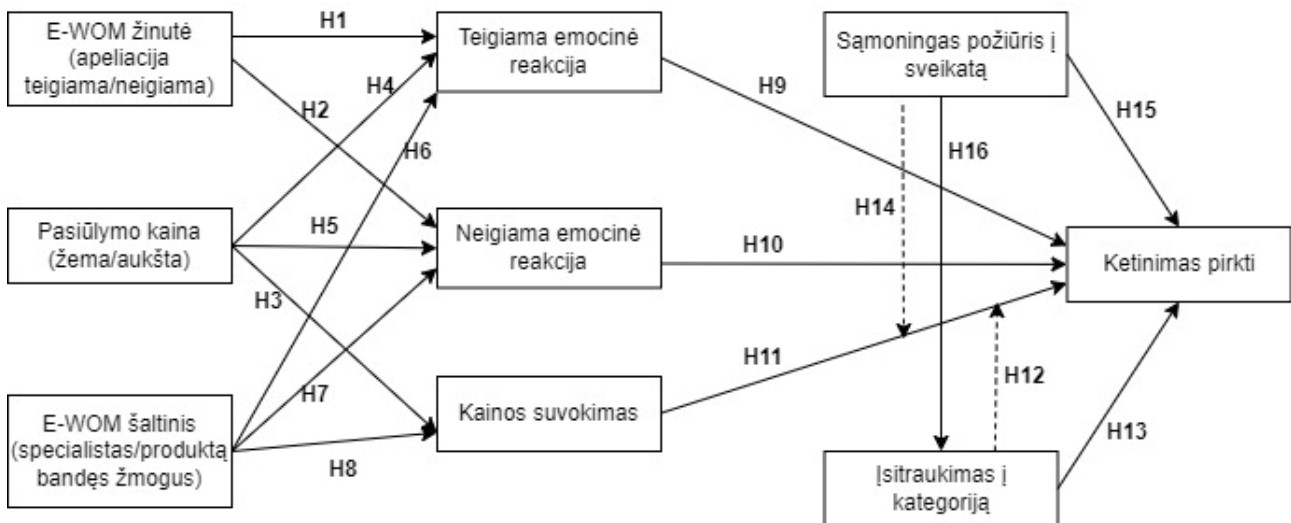 E-WOM žinutė
(apeliacija
teigiama/neigiama)
H1
Teigiama emocinė
reakcija
Sąmoningas požiūris į
sveikatą
H4
H2
H6
H9
H15
H16
H14
Pasiūlymo kaina
(žema/aukšta)
H5
Neigiama emocinė
reakcija
H10
Ketinimas pirkti
H3
H7
H11
H12
H13
E-WOM šaltinis
(specialistas/produktą
bandęs žmogus)
H8
Kainos suvokimas
Įsitraukimas į
kategoriją